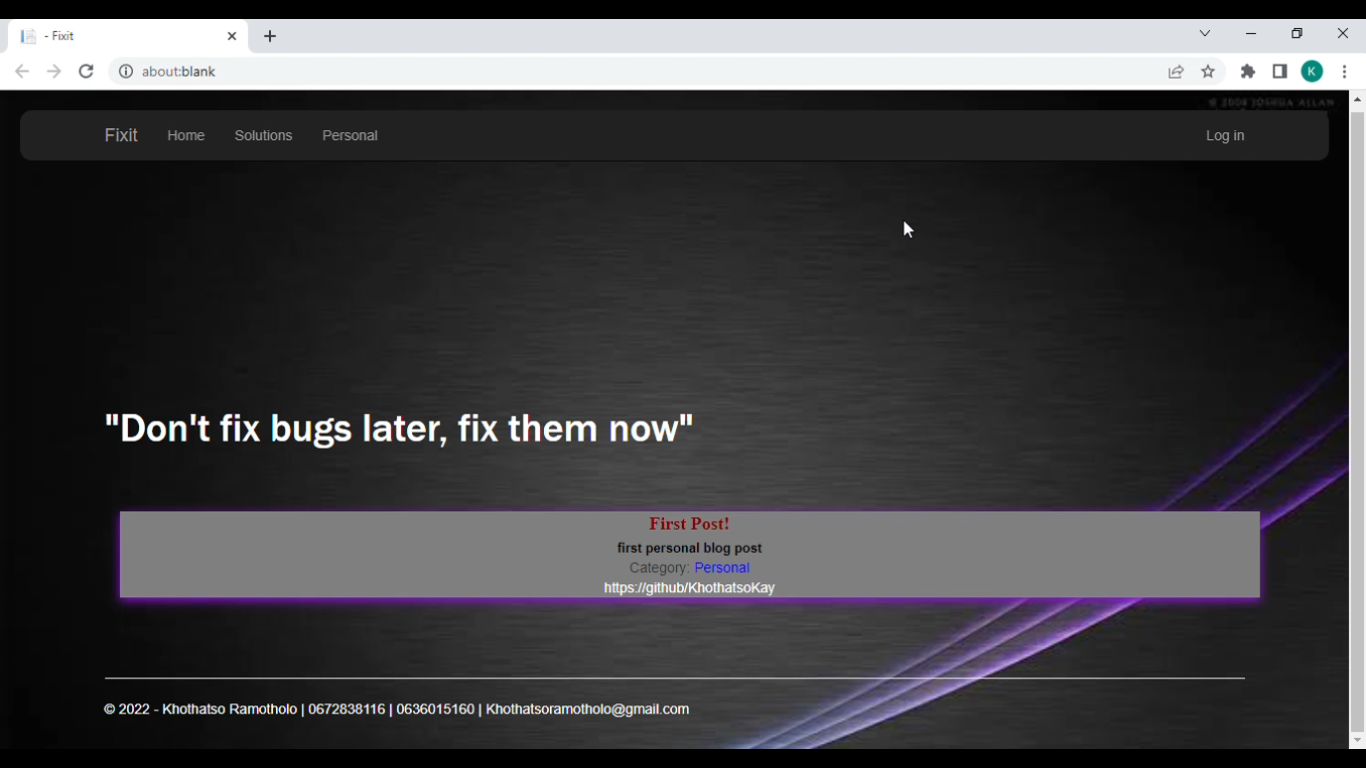 - Fixit
about:blank
K
© 2008 JOSHUA ALLAN
Fixit Home Solutions Personal Log in
"Don't fix bugs later, fix them now"
First Post!
first personal blog post
Category: Personal
https://github/KhothatsoKay
© 2022 - Khothatso Ramotholo | 0672838116 | 0636015160 | Khothatsoramotholo@gmail.com